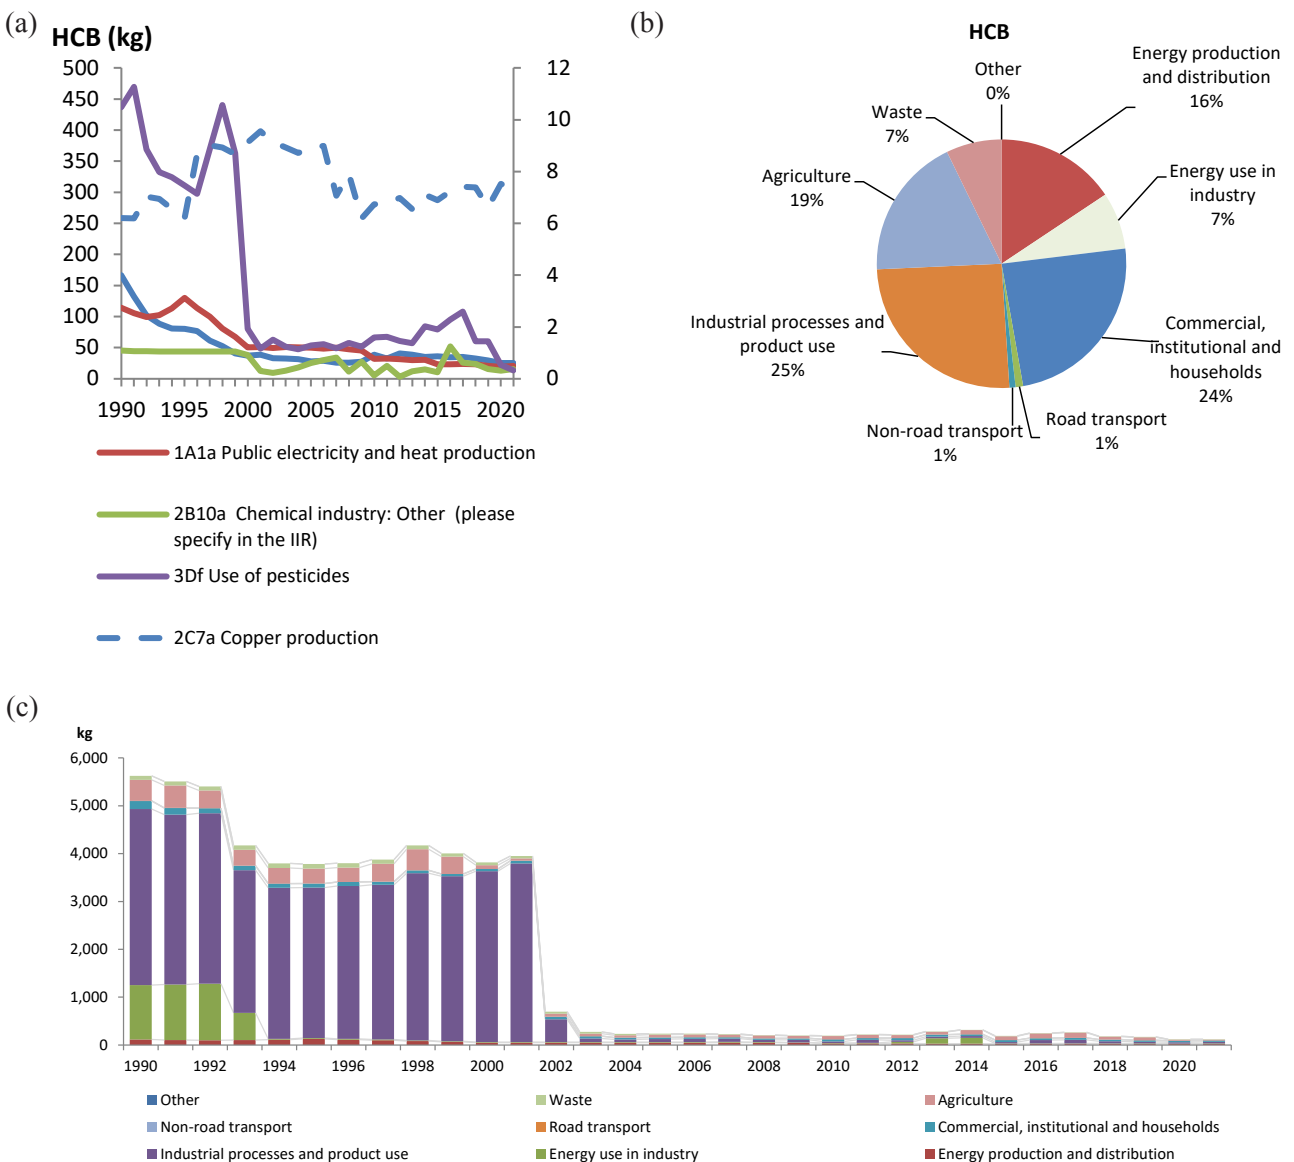 (a)
HCB (kg)
500
450
400
350
300
250
200
150
100
50
0
12
10
8
6
4
2
0
1990 1995 2000 2005 2010 2015 2020
1A1a Public electricity and heat production
2B10a  Chemical industry: Other  (please
specify in the IIR)
3Df Use of pesticides
2C7a Copper production
(b)
HCB
Other
0%
Energy production
and distribution
16%
Waste
7%
Energy use in
industry
7%
Agriculture
19%
Industrial processes and
product use
25%
Commercial,
institutional and
households
24%
Road transport
1%
Non-road transport
1%
(c)
kg
6,000
5,000
4,000
3,000
2,000
1,000
0
1990 1992 1994 1996 1998 2000 2002 2004 2006 2008 2010 2012 2014 2016 2018 2020
Other Waste Agriculture
Non-road transport Road transport Commercial, institutional and households
Industrial processes and product use Energy use in industry Energy production and distribution